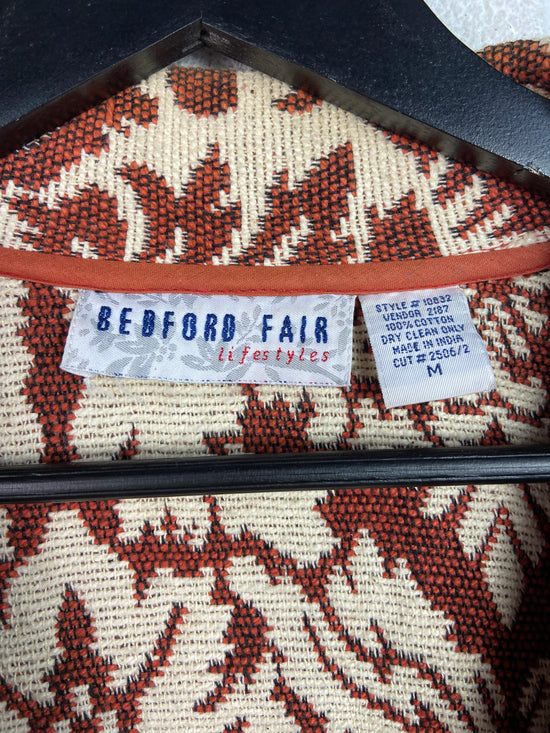 BEDFORD FAIR
lifestyles
STYLE # 10832
VENDOR 2187
100% COTTON
DRY CLEAN ONLY
MADE IN INDIA
CUT # 2506/2
M